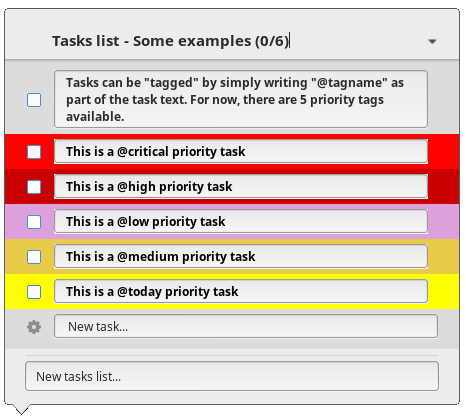 Tasks list - Some examples (0/6)
Tasks can be "tagged" by simply writing "@tagname" as
part of the task text. For now, there are 5 priority tags
available.
This is a @critical priority task
This is a @high priority task
This is a @low priority task
This is a @medium priority task
This is a @today priority task
New task...
New tasks list...